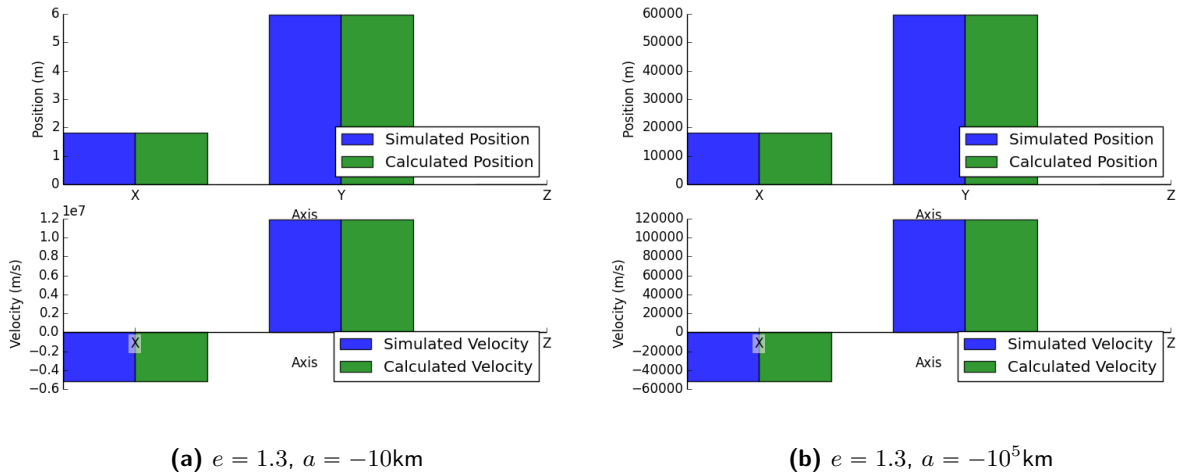 6
5
4
3
2
1
0
Position (m)
X
Y
Z
Axis
Simulated Position
Calculated Position
1e7
1.2
1.0
0.8
0.6
0.4
0.2
0.0
−0.2
−0.4
−0.6
Velocity (m/s)
X
Z
Axis
Simulated Velocity
Calculated Velocity
60000
50000
40000
30000
20000
10000
0
Position (m)
X
Y
Z
Axis
Simulated Position
Calculated Position
120000
100000
80000
60000
40000
20000
0
−20000
−40000
−60000
Velocity (m/s)
X
Z
Axis
Simulated Velocity
Calculated Velocity
(a) e = 1.3, a = −10km
(b) e = 1.3, a = −10⁵km